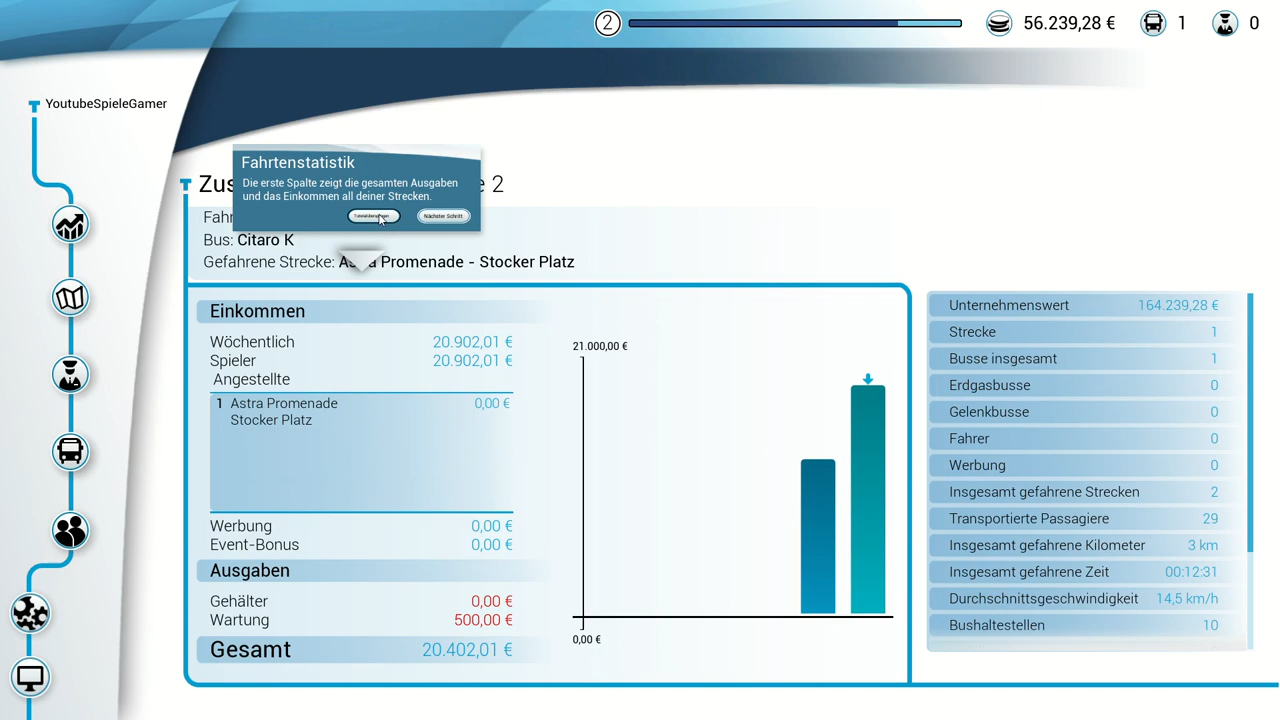 2
56.239,28 €
1
0
YoutubeSpieleGamer
Fahrtenstatistik
Die erste Spalte zeigt die gesamten Ausgaben
und das Einkommen all deiner Strecken.
Nächster Schritt
Zus
e 2
Fahr
Bus: Citaro K
Gefahrene Strecke: Astra Promenade - Stocker Platz
Einkommen
Wöchentlich 20.902,01 €
Spieler 20.902,01 €
Angestellte
1 Astra Promenade 0,00 €
Stocker Platz
Werbung 0,00 €
Event-Bonus 0,00 €
Ausgaben
Gehälter 0,00 €
Wartung 500,00 €
Gesamt 20.402,01 €
21.000,00 €
0,00 €
Unternehmenswert 164.239,28 €
Strecke 1
Busse insgesamt 1
Erdgasbusse 0
Gelenkbusse 0
Fahrer 0
Werbung 0
Insgesamt gefahrene Strecken 2
Transportierte Passagiere 29
Insgesamt gefahrene Kilometer 3 km
Insgesamt gefahrene Zeit 00:12:31
Durchschnittsgeschwindigkeit 14,5 km/h
Bushaltestellen 10